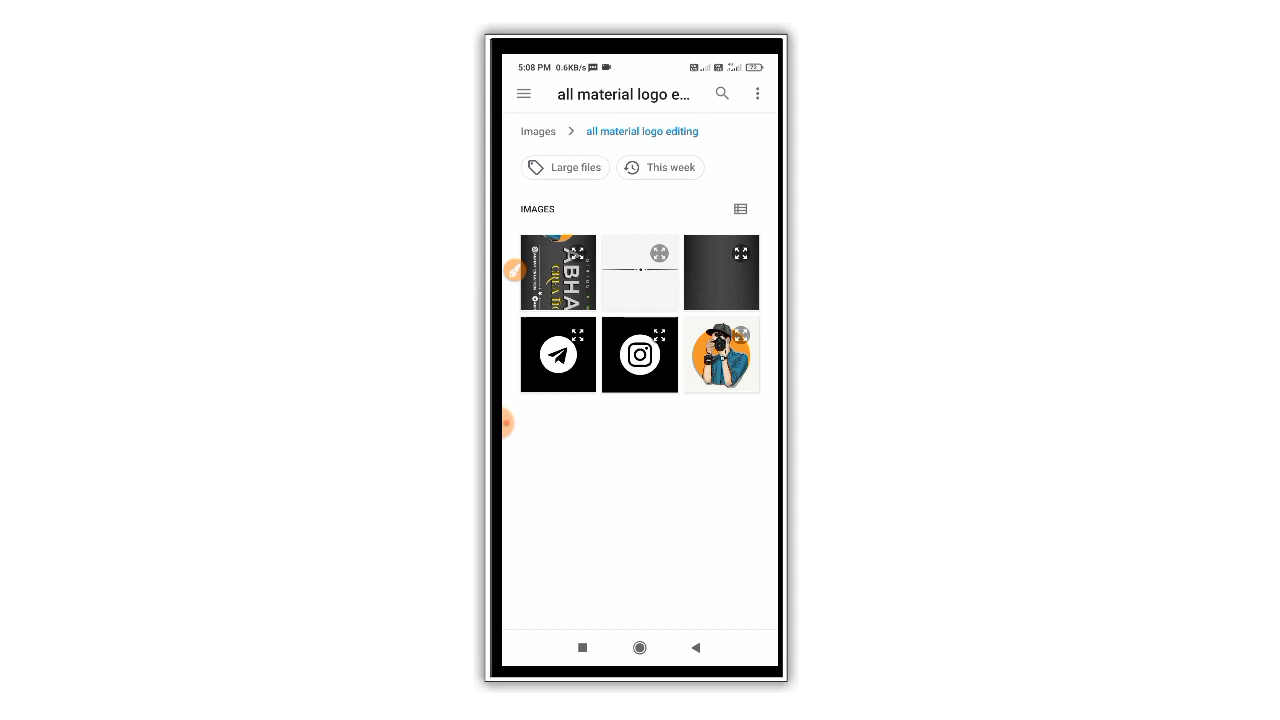 5:08 PM 0.6KB/s
72
all material logo e...
Images
all material logo editing
Large files
This week
IMAGES
ABHA